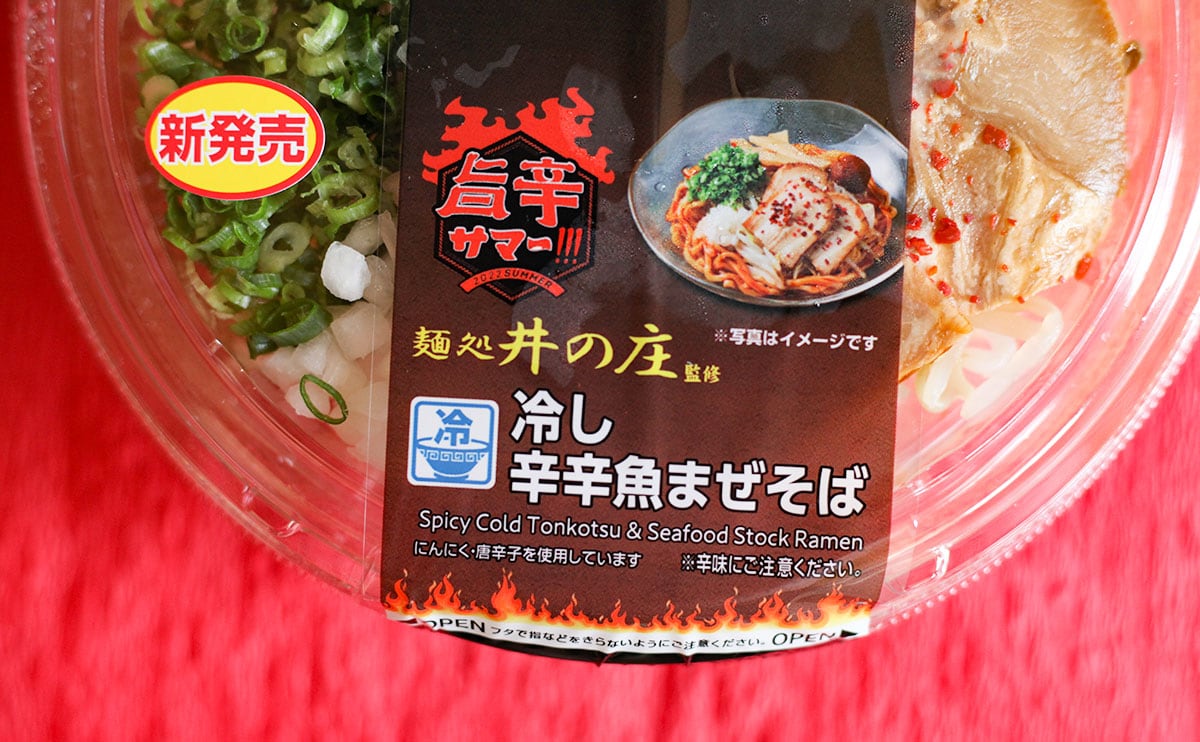 新発売
旨辛
サマー!!!
2022 SUMMER
※写真はイメージです
麺処 井の庄 監修
冷
冷し
辛辛魚まぜそば
Spicy Cold Tonkotsu & Seafood Stock Ramen
にんにく・唐辛子を使用しています ※辛味にご注意ください。
OPEN フタで指などをきらないようにご注意ください。 OPEN